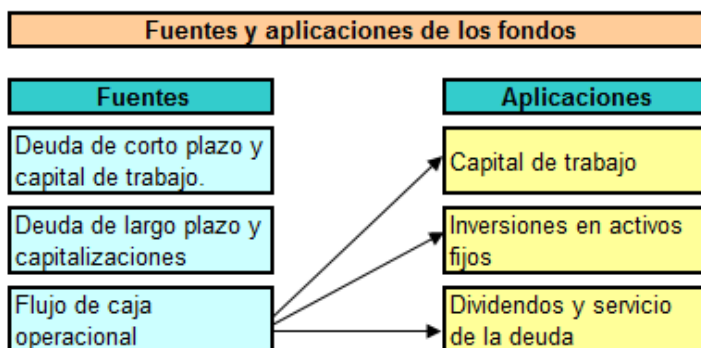 Fuentes y aplicaciones de los fondos
Fuentes
Aplicaciones
Deuda de corto plazo y
capital de trabajo.
Capital de trabajo
Deuda de largo plazo y
capitalizaciones
Inversiones en activos
fijos
Flujo de caja
operacional
Dividendos y servicio
de la deuda